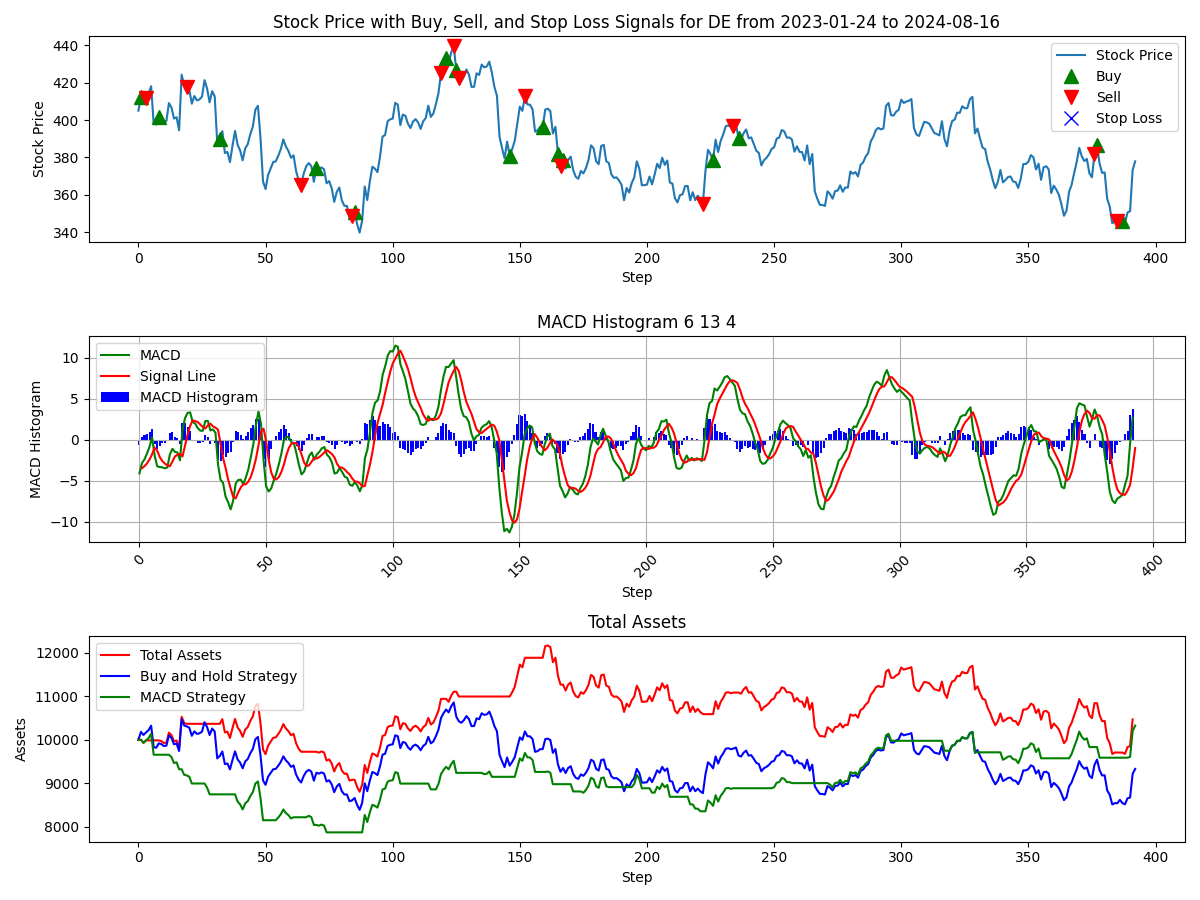 Stock Price with Buy, Sell, and Stop Loss Signals for DE from 2023-01-24 to 2024-08-16
Stock Price
440
420
400
380
360
340
Stock Price
Buy
Sell
Stop Loss
0 50 100 150 200 250 300 350 400
Step
MACD Histogram 6 13 4
MACD Histogram
10
5
0
−5
−10
MACD
Signal Line
MACD Histogram
0 50 100 150 200 250 300 350 400
Step
Total Assets
Assets
12000
11000
10000
9000
8000
Total Assets
Buy and Hold Strategy
MACD Strategy
0 50 100 150 200 250 300 350 400
Step